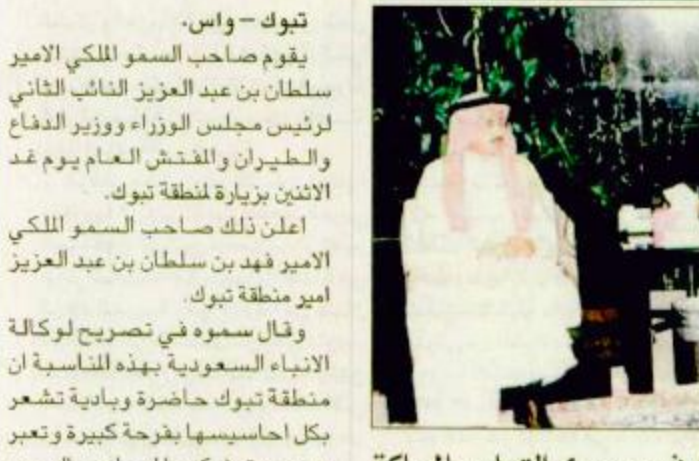 تبوك – واس.
يقوم صاحب السمو الملكي الامير
سلطان بن عبد العزيز النائب الثاني
لرئيس مجلس الوزراء ووزير الدفاع
والطيران والمفتش العام يوم غد
الاثنين بزيارة لمنطقة تبوك.
اعلن ذلك صاحب السمو الملكي
الامير فهد بن سلطان بن عبد العزيز
امير منطقة تبوك.
وقال سموه في تصريح لوكالة
الانباء السعودية بهذه المناسبة ان
منطقة تبوك حاضرة وبادية تشعر
بكل احاسيسها بفرحة كبيرة وتعبر